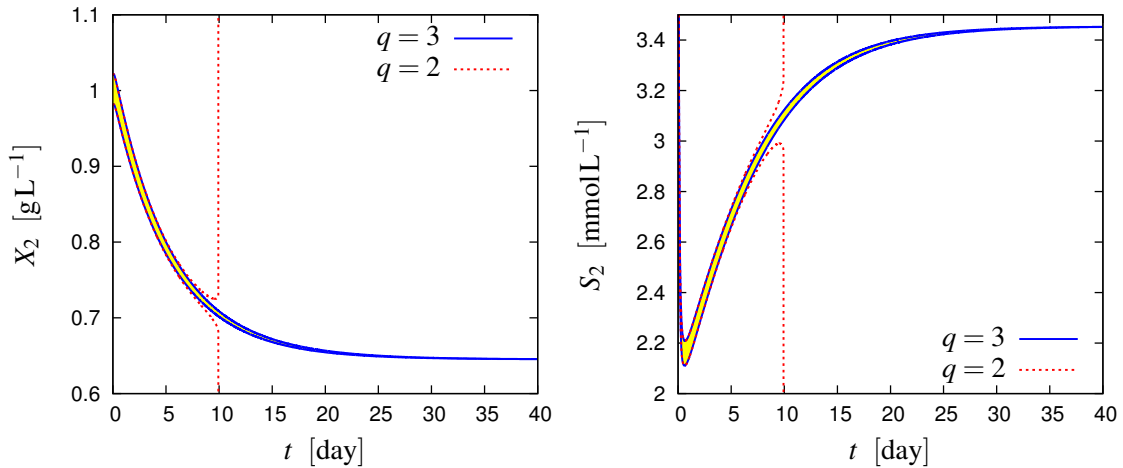 1.1
1
0.9
0.8
0.7
0.6
X₂ [g L⁻¹]
q = 3
q = 2
0 5 10 15 20 25 30 35 40
t [day]
3.4
3.2
3
2.8
2.6
2.4
2.2
2
S₂ [mmol L⁻¹]
q = 3
q = 2
0 5 10 15 20 25 30 35 40
t [day]